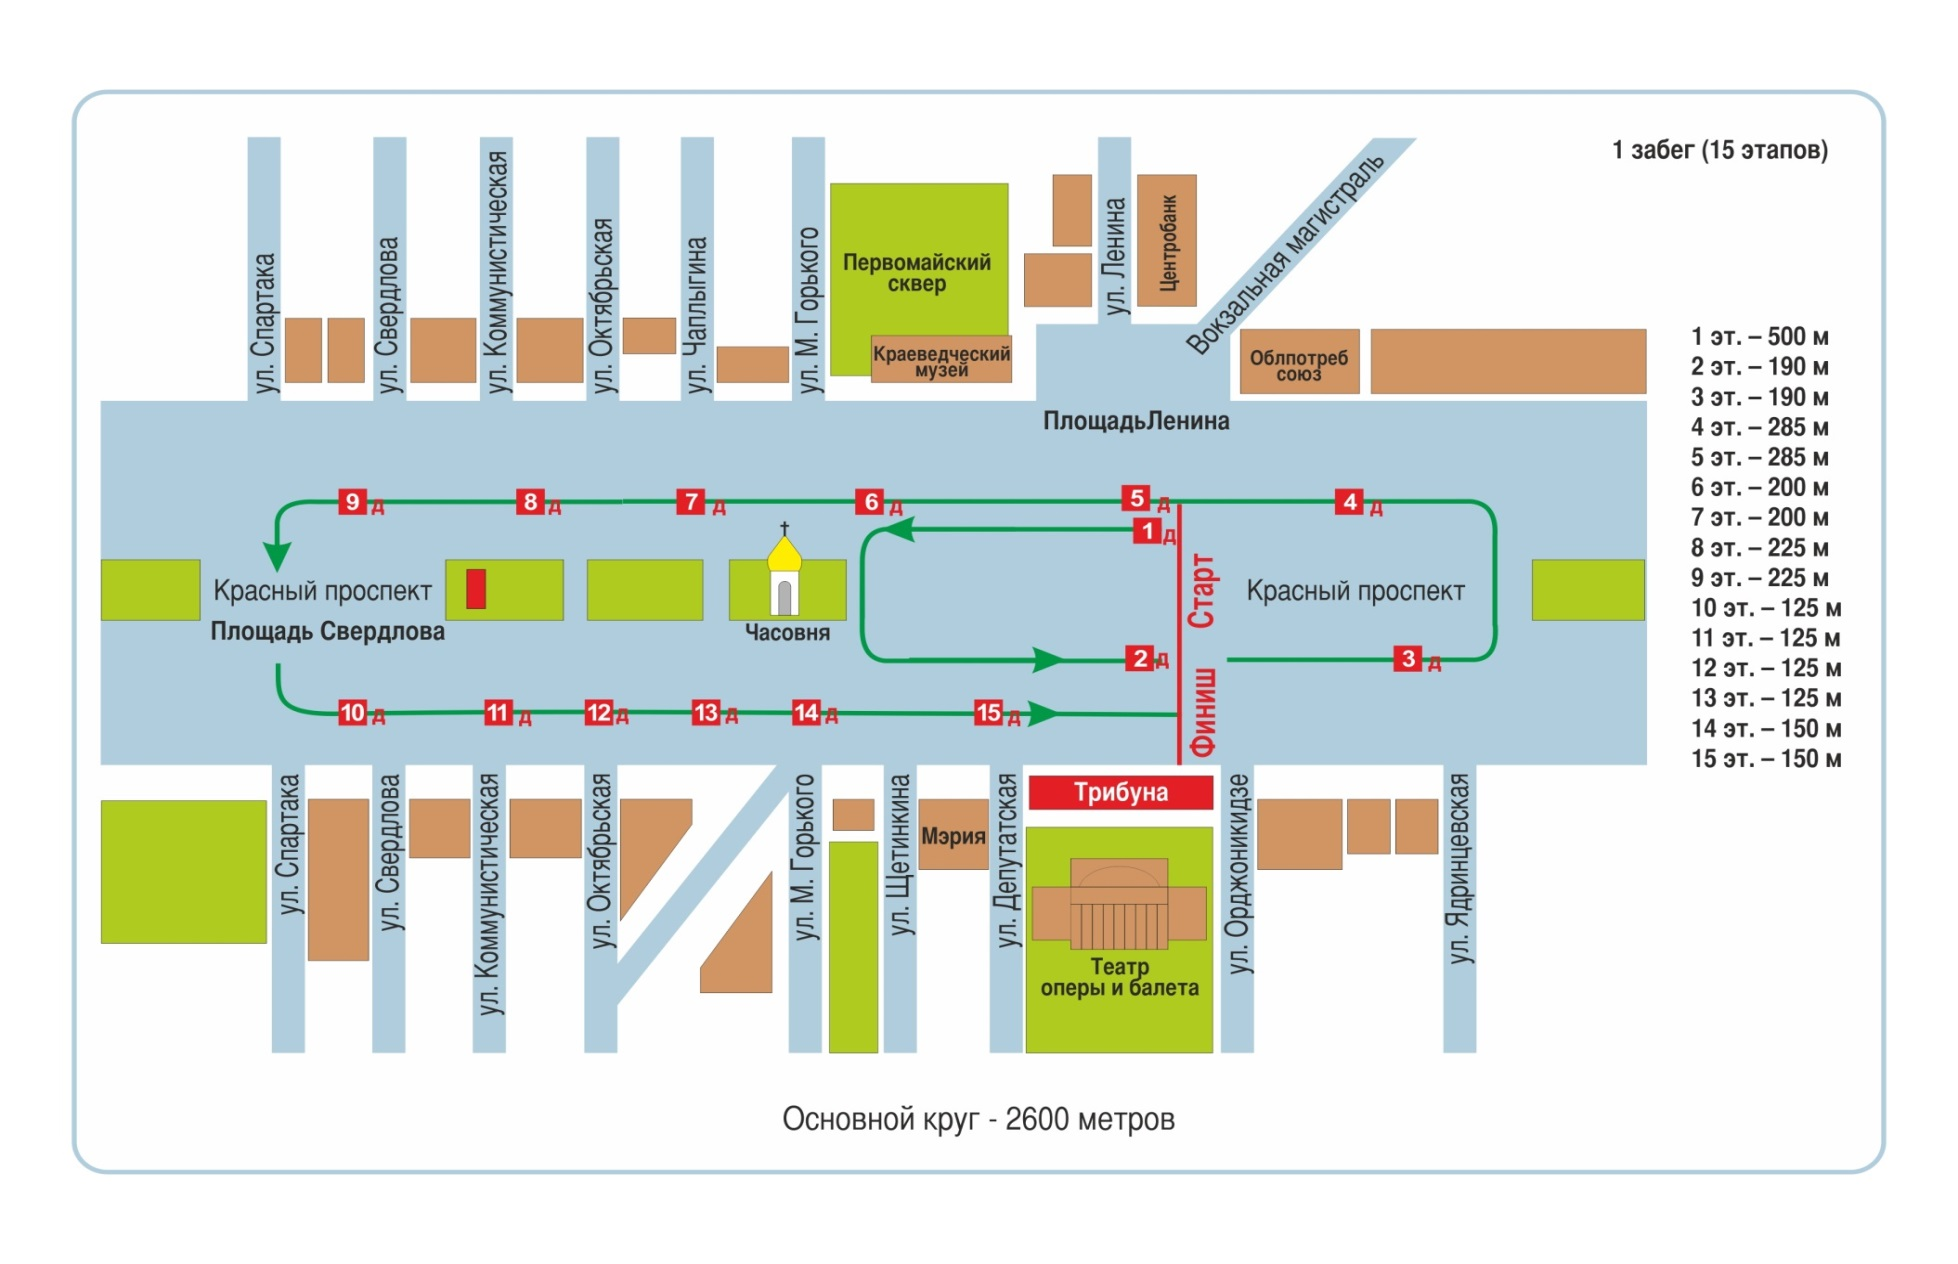 1 забег (15 этапов)
ул. Спартака
ул. Свердлова
ул. Коммунистическая
ул. Октябрьская
ул. Чаплыгина
ул. М. Горького
Первомайский
сквер
Краеведческий
музей
ул. Ленина
Центробанк
Вокзальная магистраль
Облпотреб
союз
ПлощадьЛенина
1 эт. – 500 м
2 эт. – 190 м
3 эт. – 190 м
4 эт. – 285 м
5 эт. – 285 м
6 эт. – 200 м
7 эт. – 200 м
8 эт. – 225 м
9 эт. – 225 м
10 эт. – 125 м
11 эт. – 125 м
12 эт. – 125 м
13 эт. – 125 м
14 эт. – 150 м
15 эт. – 150 м
9 д
8 д
7 д
6 д
5 д
4 д
1 д
Красный проспект
Площадь Свердлова
Часовня
Старт
Красный проспект
2 д
3 д
Финиш
10 д
11 д
12 д
13 д
14 д
15 д
ул. Спартака
ул. Свердлова
ул. Коммунистическая
ул. Октябрьская
ул. М. Горького
ул. Щетинкина
Мэрия
ул. Депутатская
Трибуна
Театр
оперы и балета
ул. Орджоникидзе
ул. Ядринцевская
Основной круг - 2600 метров